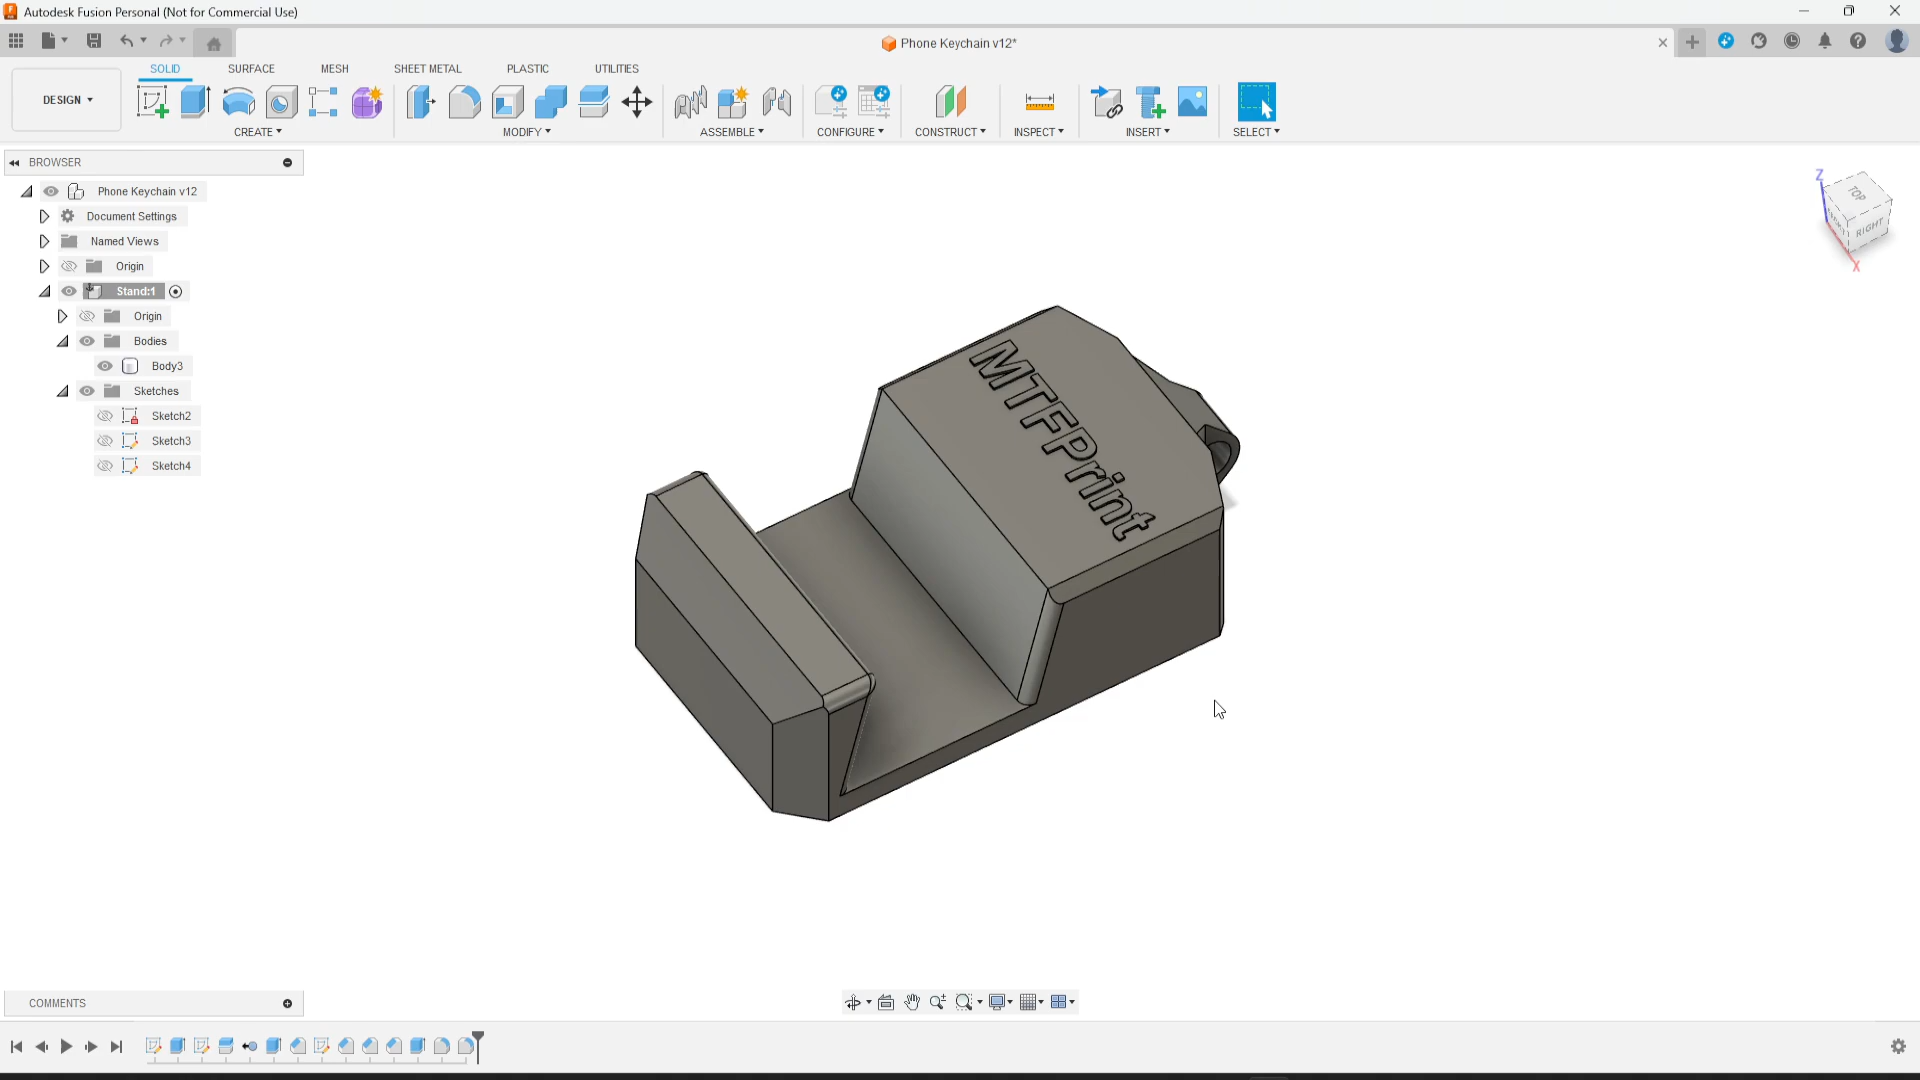 Autodesk Fusion Personal (Not for Commercial Use)
Phone Keychain v12*
SOLID
SURFACE
MESH
SHEET METAL
PLASTIC
UTILITIES
DESIGN
CREATE
MODIFY
ASSEMBLE
CONFIGURE
CONSTRUCT
INSPECT
INSERT
SELECT
BROWSER
Phone Keychain v12
Document Settings
Named Views
Origin
Stand:1
Origin
Bodies
Body3
Sketches
Sketch2
Sketch3
Sketch4
Z
TOP
RIGHT
X
MTFPrint
COMMENTS